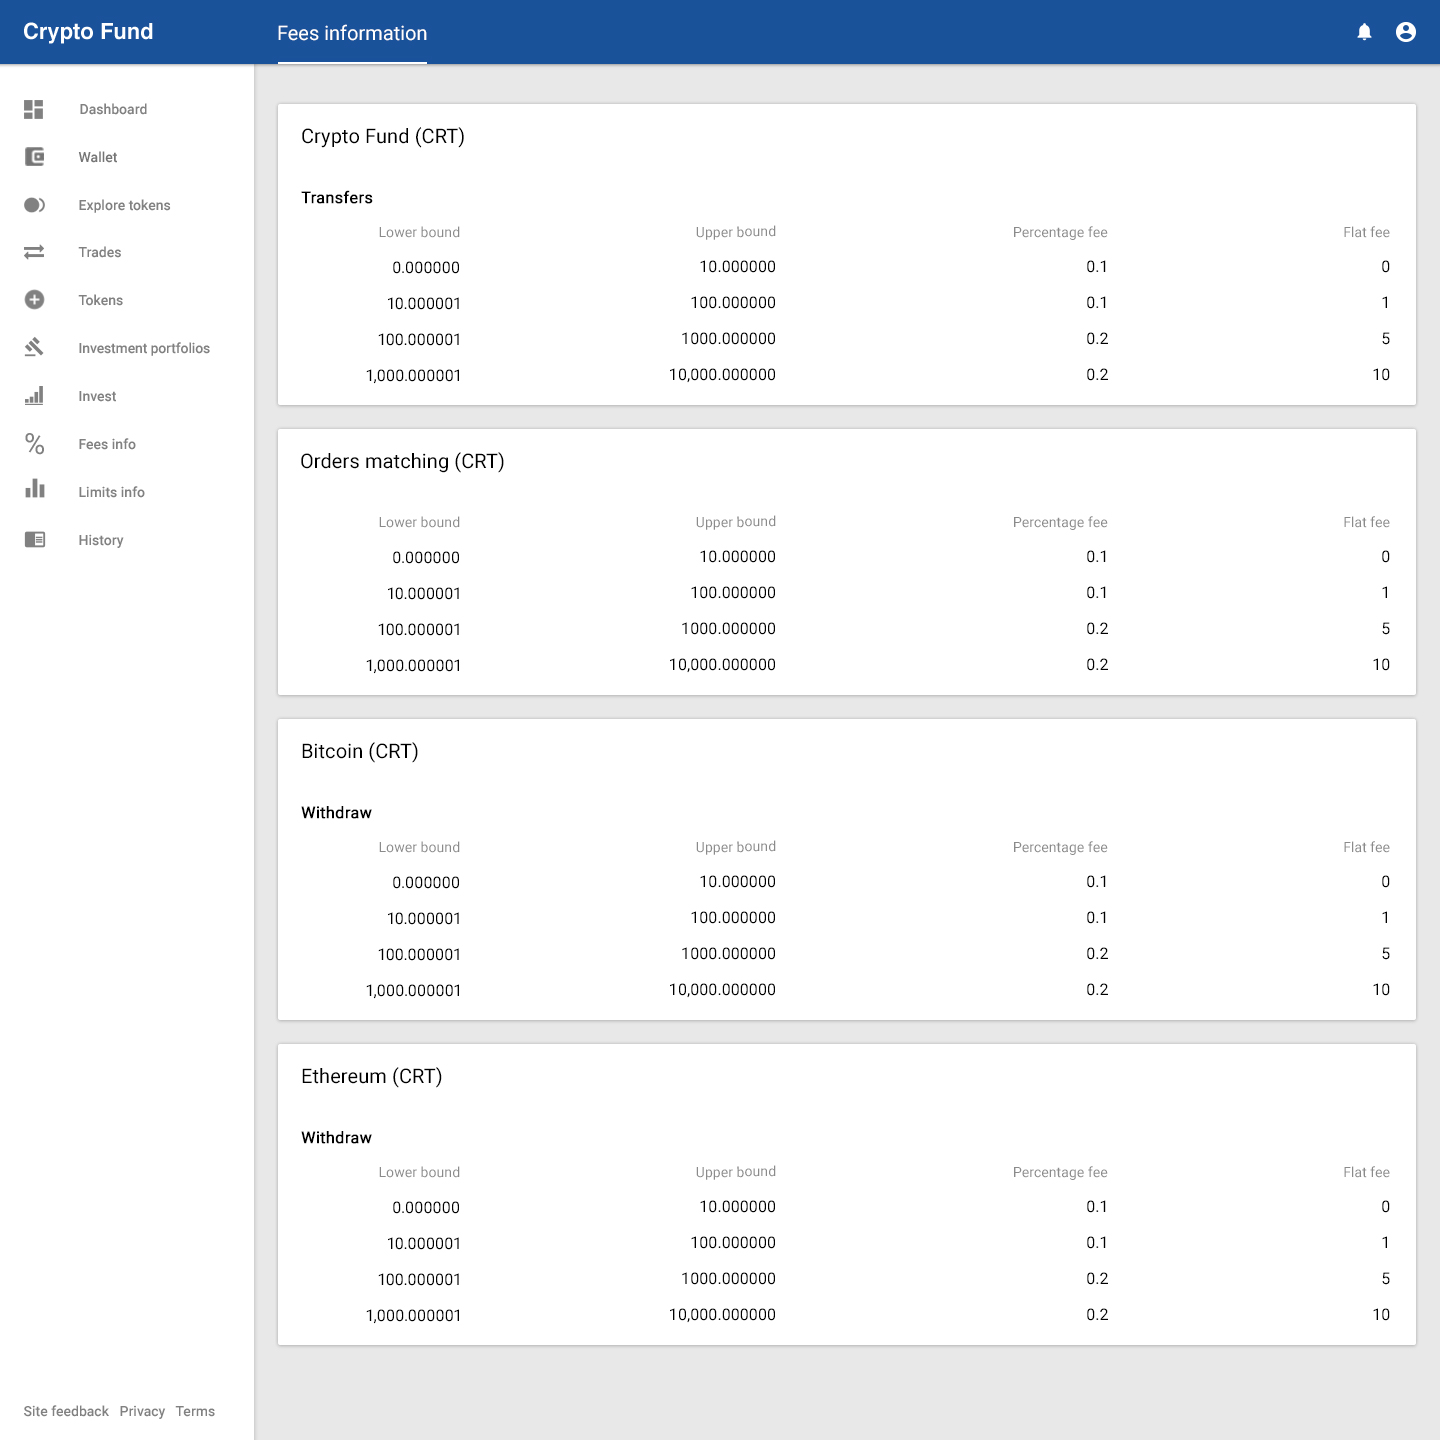 Crypto Fund
Fees information
Dashboard
Wallet
Explore tokens
Trades
Tokens
Investment portfolios
Invest
Fees info
Limits info
History
Site feedback Privacy Terms
Crypto Fund (CRT)
Transfers
Lower bound Upper bound Percentage fee Flat fee
0.000000 10.000000 0.1 0
10.000001 100.000000 0.1 1
100.000001 1000.000000 0.2 5
1,000.000001 10,000.000000 0.2 10
Orders matching (CRT)
Lower bound Upper bound Percentage fee Flat fee
0.000000 10.000000 0.1 0
10.000001 100.000000 0.1 1
100.000001 1000.000000 0.2 5
1,000.000001 10,000.000000 0.2 10
Bitcoin (CRT)
Withdraw
Lower bound Upper bound Percentage fee Flat fee
0.000000 10.000000 0.1 0
10.000001 100.000000 0.1 1
100.000001 1000.000000 0.2 5
1,000.000001 10,000.000000 0.2 10
Ethereum (CRT)
Withdraw
Lower bound Upper bound Percentage fee Flat fee
0.000000 10.000000 0.1 0
10.000001 100.000000 0.1 1
100.000001 1000.000000 0.2 5
1,000.000001 10,000.000000 0.2 10